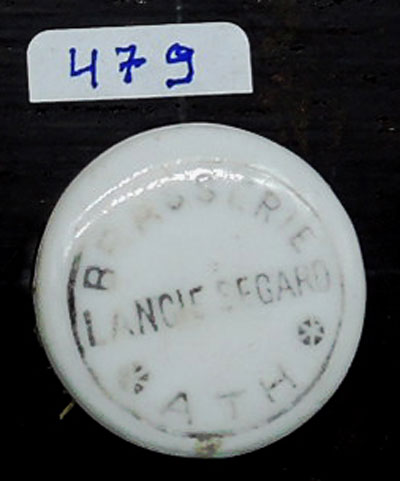 479
BRASSERIE
LANCIE SEGARD
ATH